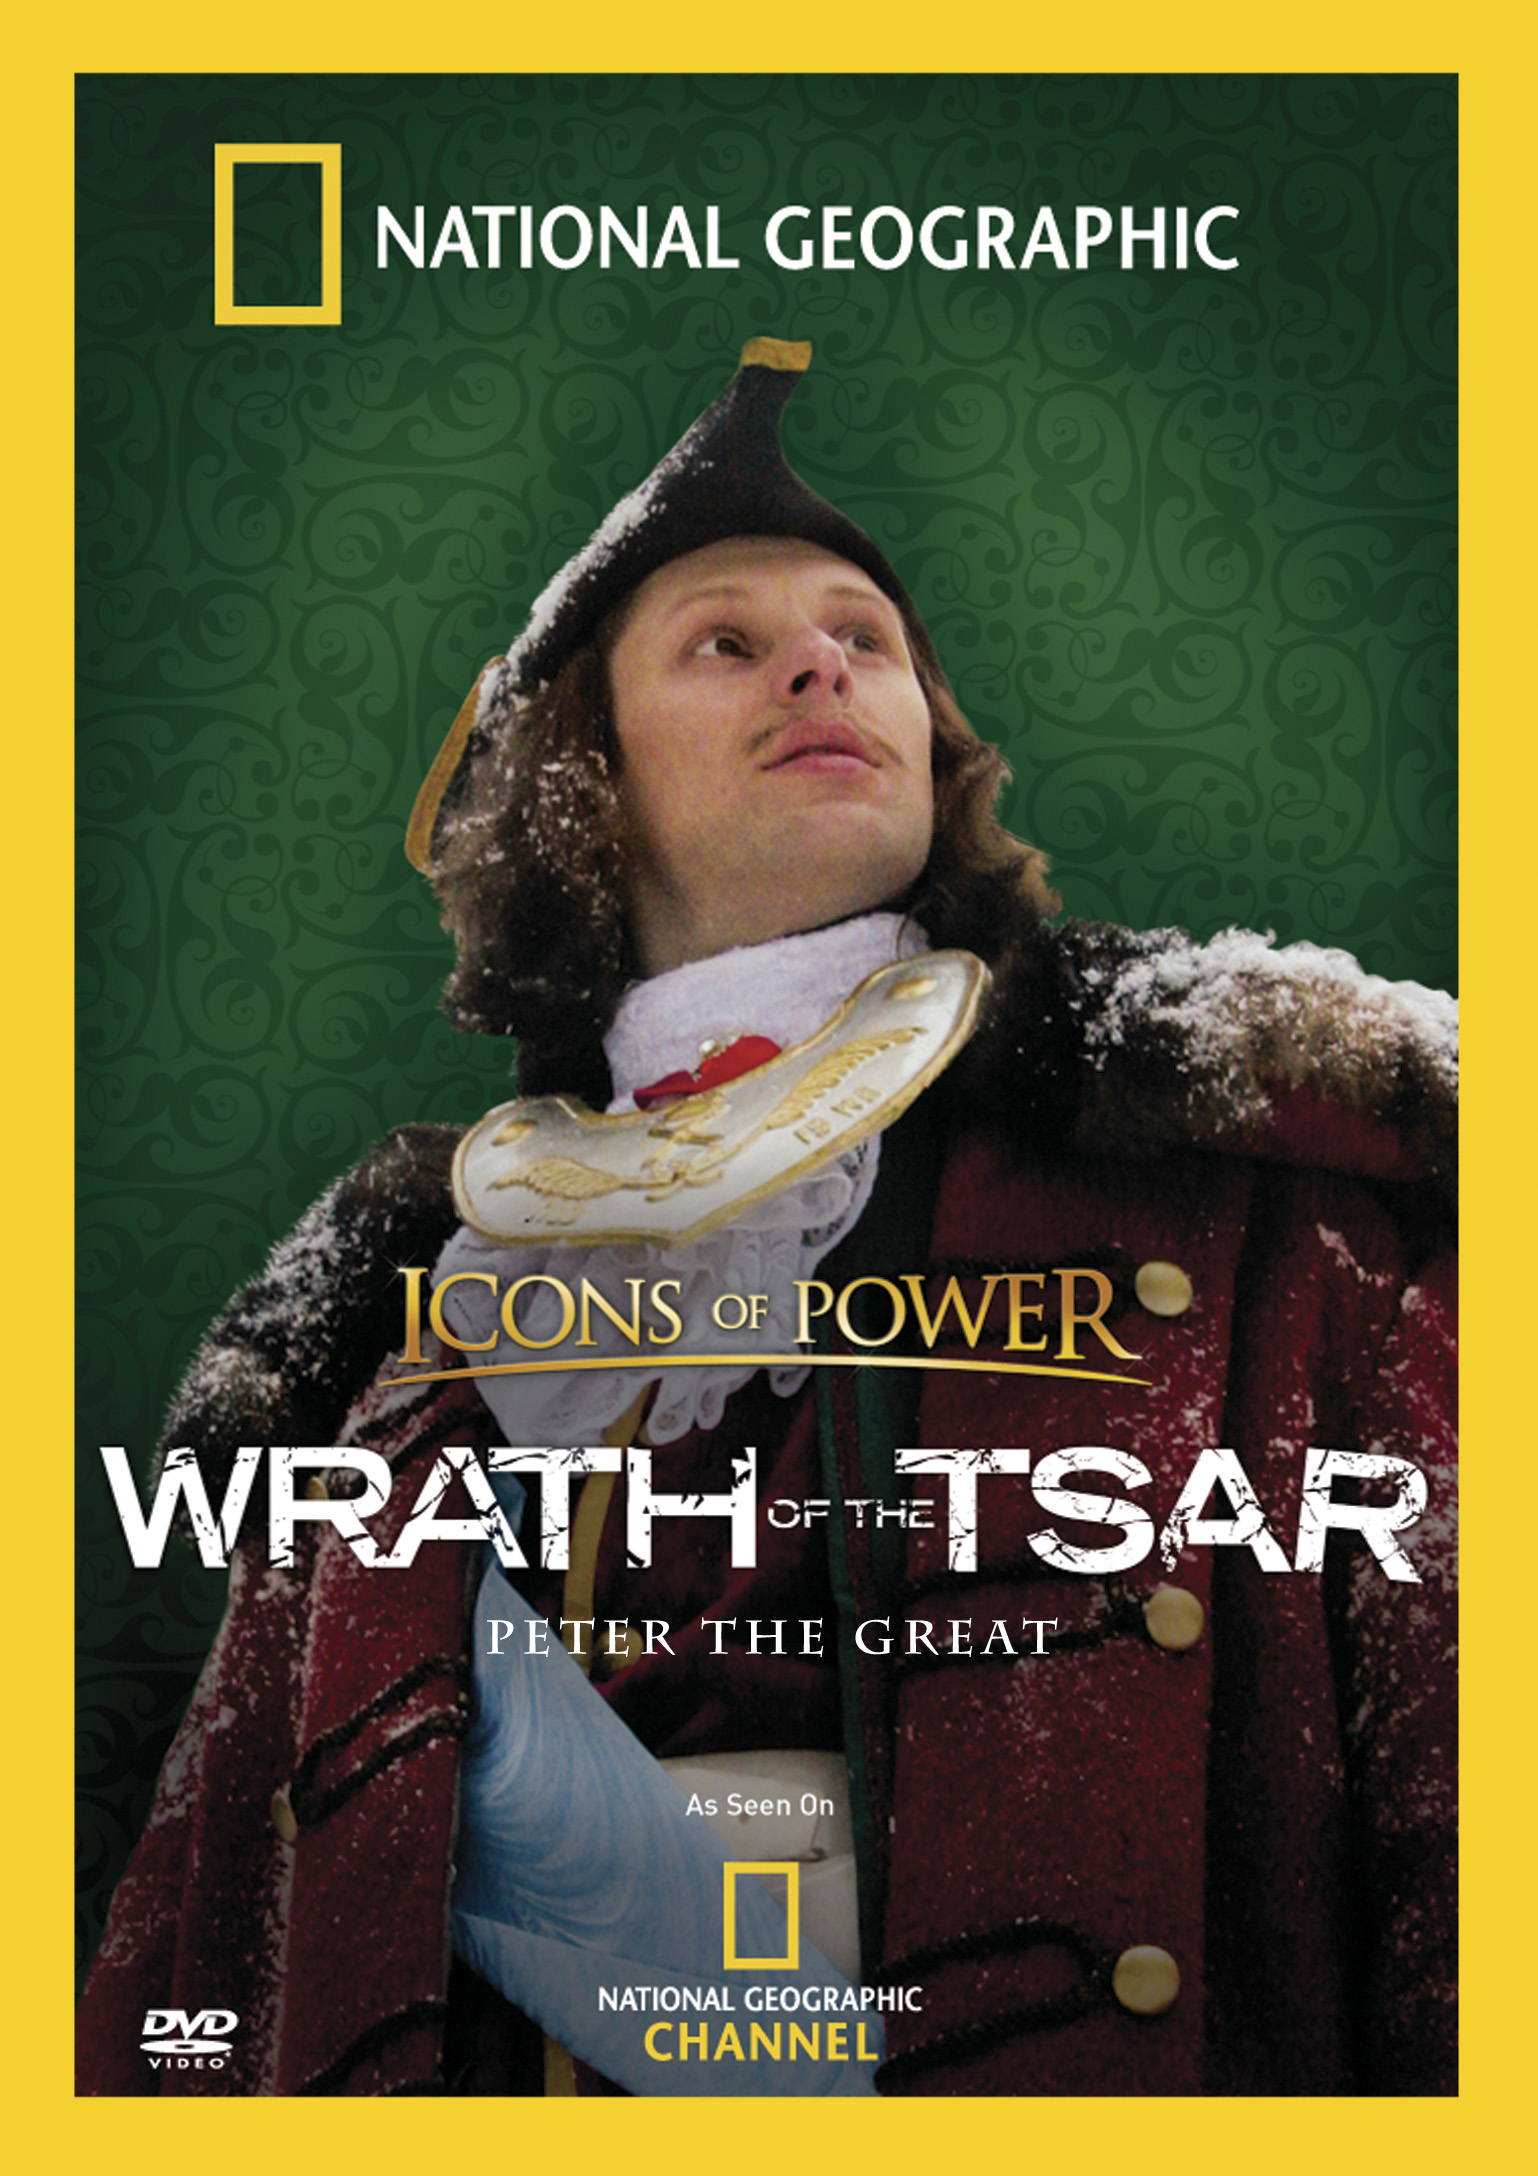 NATIONAL GEOGRAPHIC
ICONS OF POWER
WRATH OF THE TSAR
PETER THE GREAT
As Seen On
NATIONAL GEOGRAPHIC
CHANNEL
DVD
VIDEO